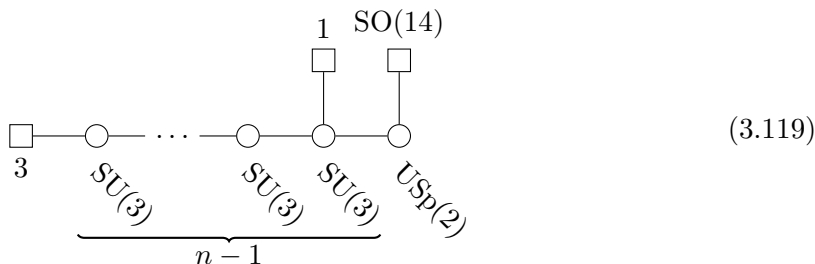 1 SO(14)
· · · (3.119)
3 SU(3) SU(3) SU(3) USp(2)
n − 1